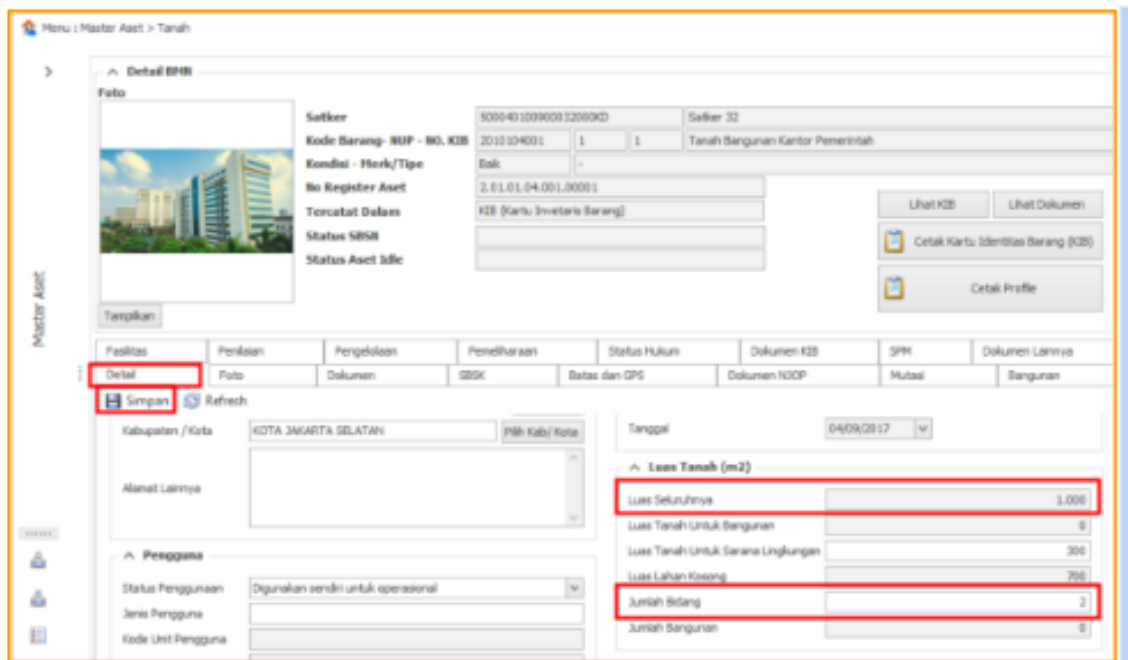 Menu : Master Aset > Tanah
Detail BMN
Foto
Satker 500040100900032000KD Satker 32
Kode Barang- NUP - NO. KIB 2010104001 1 1 Tanah Bangunan Kantor Pemerintah
Kondisi - Merk/Tipe Baik -
No Register Aset 2.01.01.04.001.00001
Tercatat Dalam KIB (Kartu Invetaris Barang)
Status SBSN
Status Aset Idle
Lihat KIB Lihat Dokumen
Cetak Kartu Identitas Barang (KIB)
Cetak Profile
Tampilkan
Master Aset
Fasilitas Penilaian Pengelolaan Pemeliharaan Status Hukum Dokumen KIB SPM Dokumen Lainnya
Detail Foto Dokumen SBSK Batas dan GPS Dokumen NJOP Mutasi Bangunan
Simpan Refresh
Kabupaten / Kota KOTA JAKARTA SELATAN Pilih Kab/ Kota
Alamat Lainnya
Pengguna
Status Penggunaan Digunakan sendiri untuk operasional
Jenis Pengguna
Kode Unit Pengguna
Tanggal 04/09/2017
Luas Tanah (m2)
Luas Seluruhnya 1.000
Luas Tanah Untuk Bangunan 0
Luas Tanah Untuk Sarana Lingkungan 300
Luas Lahan Kosong 700
Jumlah Bidang 2
Jumlah Bangunan 0